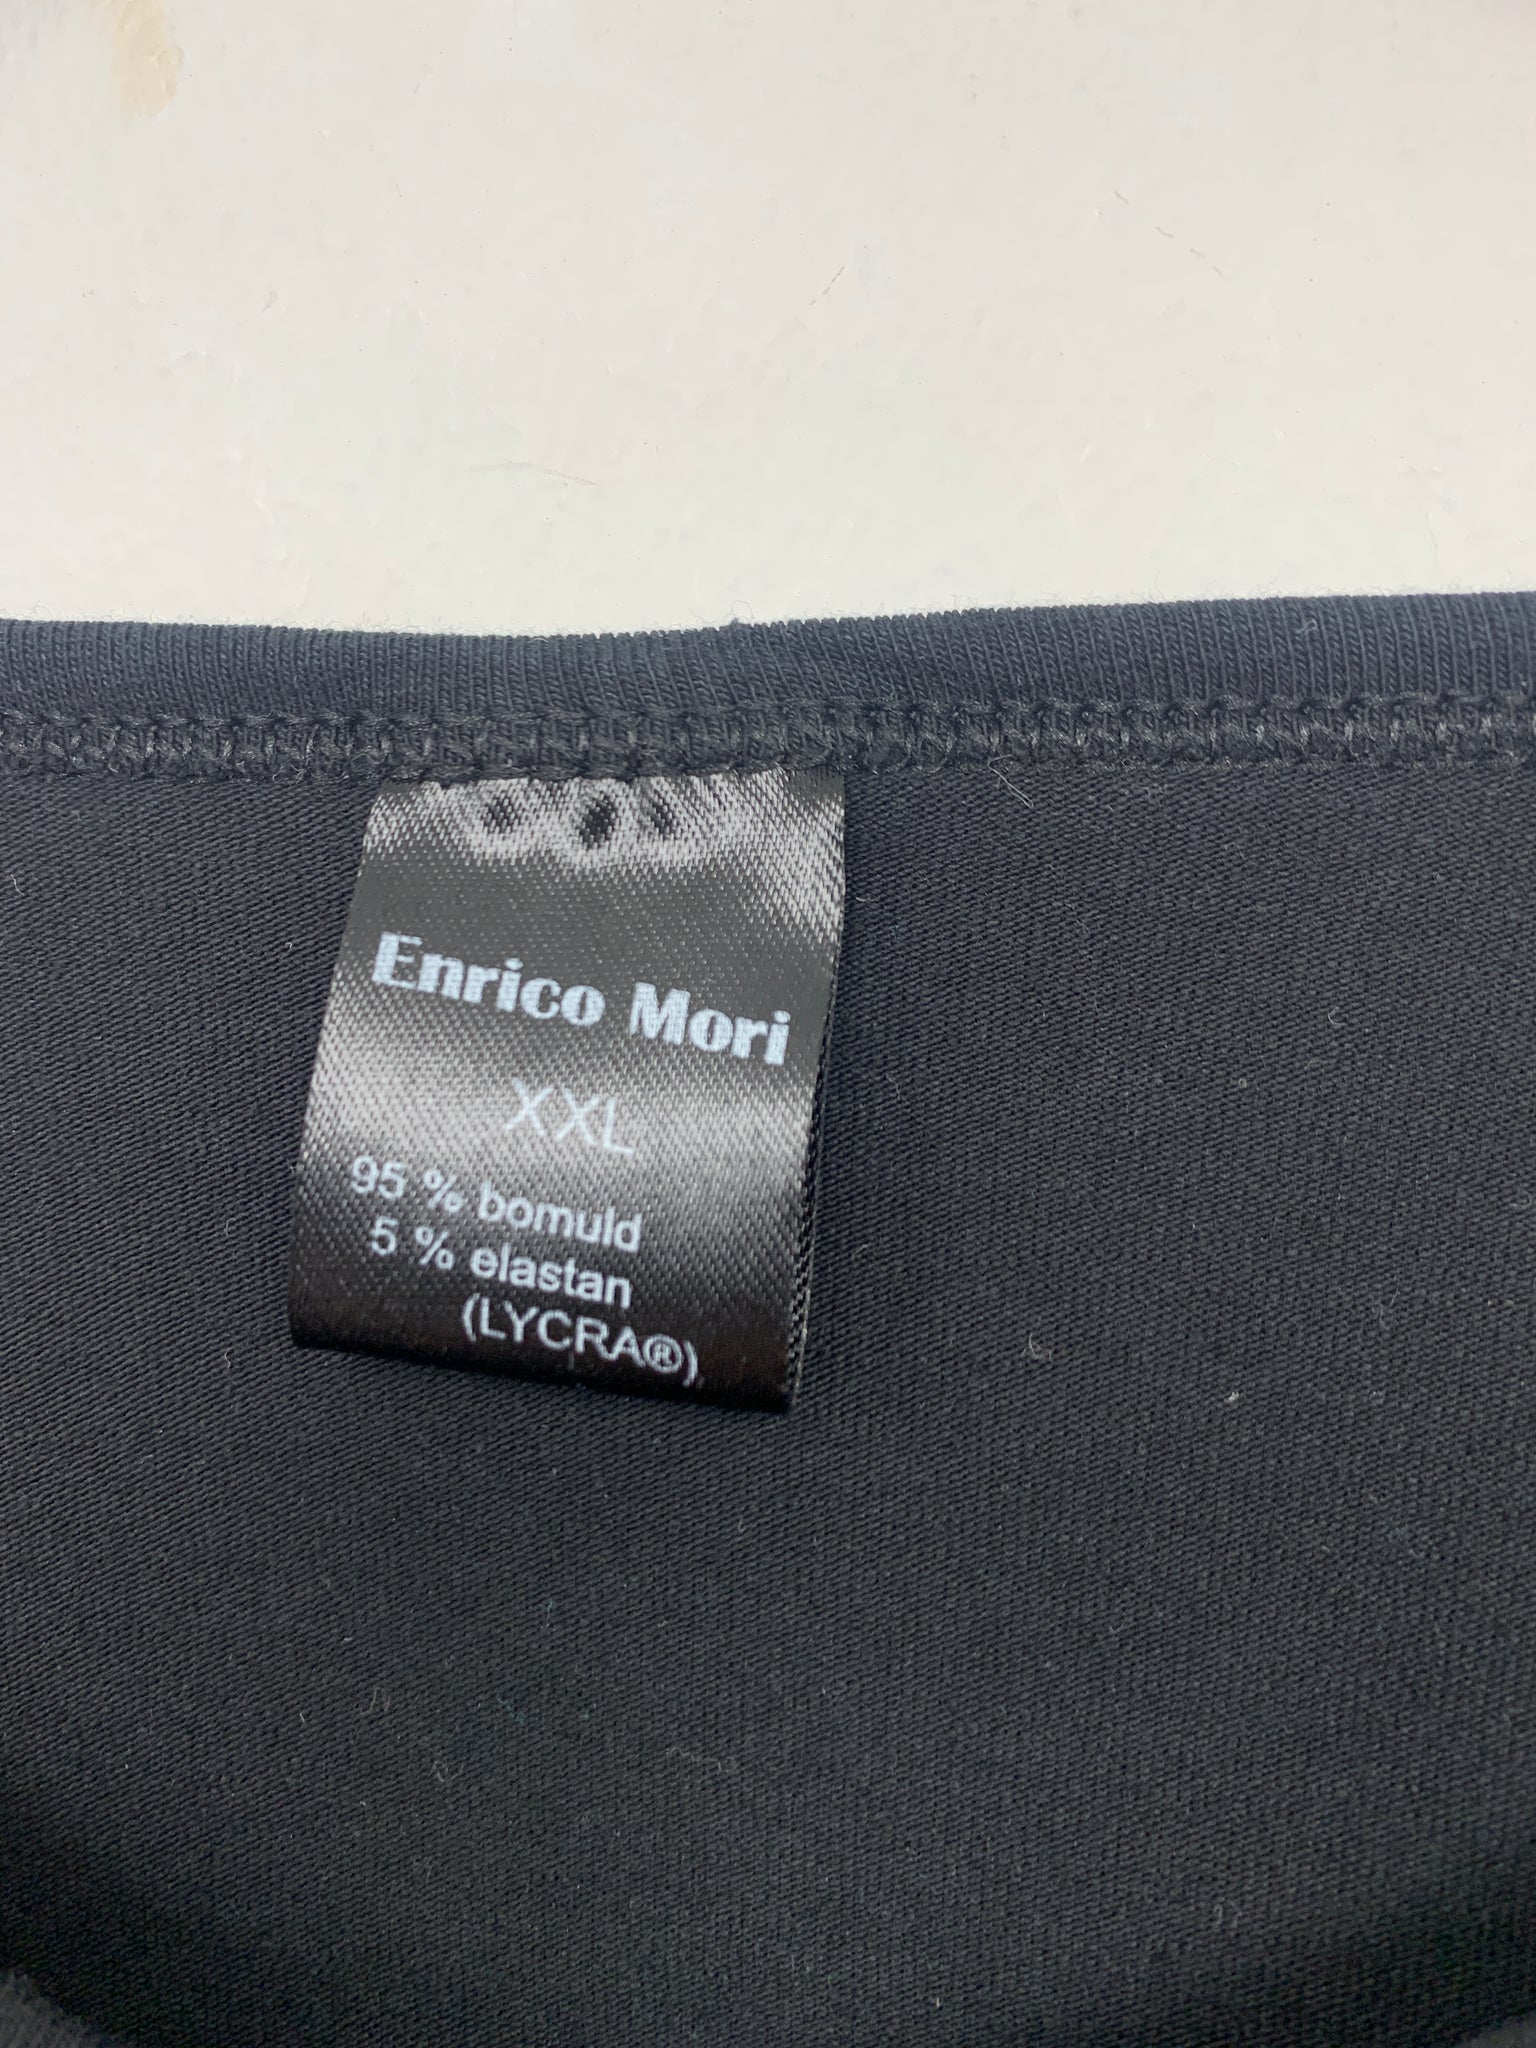 Enrico Mori
XXL
95 % bomuld
5 % elastan
(LYCRA®)